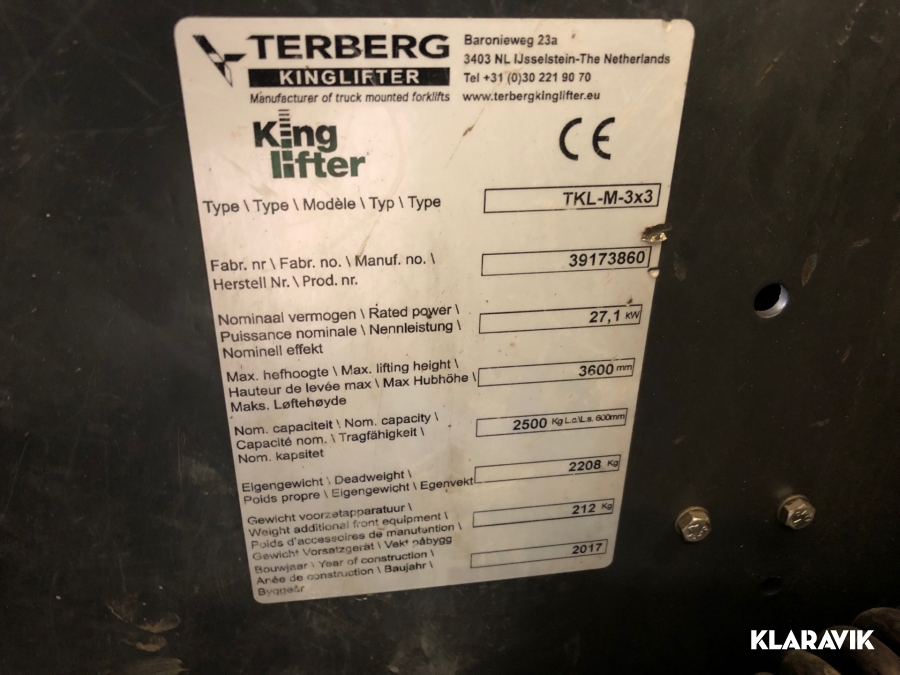 TERBERG
KINGLIFTER
Manufacturer of truck mounted forklifts
Baronieweg 23a
3403 NL IJsselstein-The Netherlands
Tel +31 (0)30 221 90 70
www.terbergkinglifter.eu
King
lifter
CE
Type \ Type \ Modèle \ Typ \ Type
TKL-M-3x3
Fabr. nr \ Fabr. no. \ Manuf. no. \
Herstell Nr. \ Prod. nr.
39173860
Nominaal vermogen \ Rated power \
Puissance nominale \ Nennleistung \
Nominell effekt
27,1 kW
Max. hefhoogte \ Max. lifting height \
Hauteur de levée max \ Max Hubhöhe \
Maks. Løftehøyde
3600 mm
Nom. capaciteit \ Nom. capacity \
Capacité nom. \ Tragfähigkeit \
Nom. kapsitet
2500 Kg L.c.\L.s. 600mm
Eigengewicht \ Deadweight \
Poids propre \ Eigengewicht \ Egenvekt
2208 Kg
Gewicht voorzetapparatuur \
Weight additional front equipment \
Poids d'accessoires de manutention \
Gewicht Vorsatzgerät \ Vekt påbygg
212 Kg
Bouwjaar \ Year of construction \
Anée de construction \ Baujahr \
Byggeår
2017
KLARAVIK